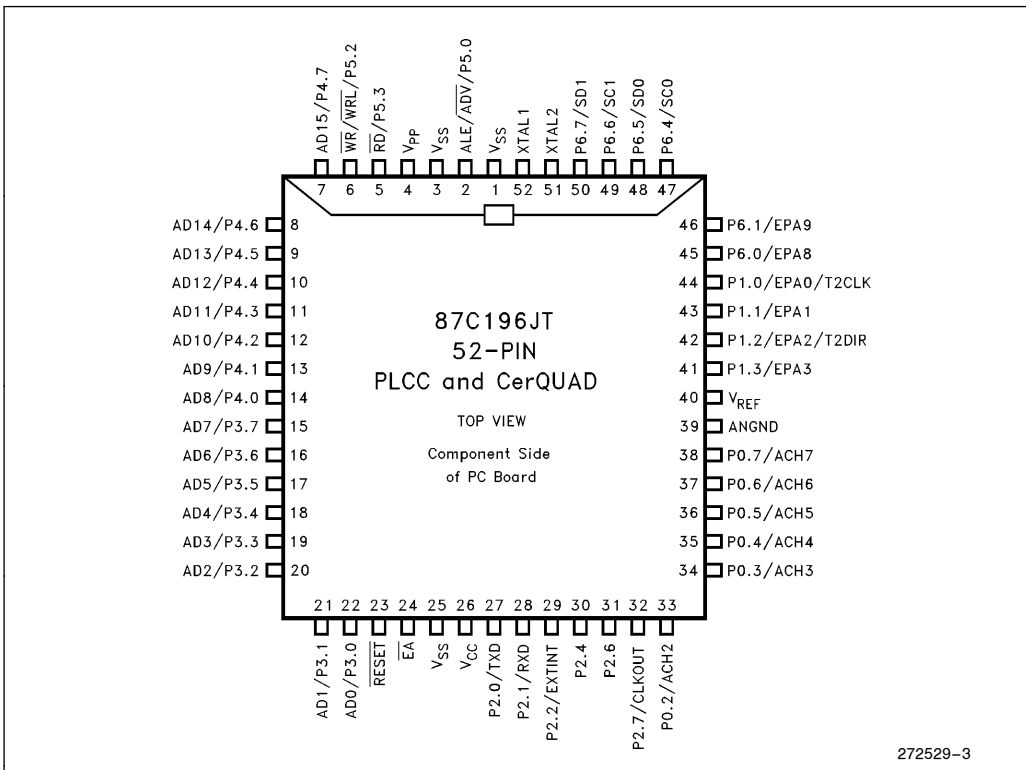 AD15/P4.7
W̅R̅/W̅R̅L̅/P5.2
R̅D̅/P5.3
VPP
VSS
ALE/A̅D̅V̅/P5.0
VSS
XTAL1
XTAL2
P6.7/SD1
P6.6/SC1
P6.5/SD0
P6.4/SC0
7 6 5 4 3 2 1 52 51 50 49 48 47
AD14/P4.6 8
AD13/P4.5 9
AD12/P4.4 10
AD11/P4.3 11
AD10/P4.2 12
AD9/P4.1 13
AD8/P4.0 14
AD7/P3.7 15
AD6/P3.6 16
AD5/P3.5 17
AD4/P3.4 18
AD3/P3.3 19
AD2/P3.2 20
87C196JT
52-PIN
PLCC and CerQUAD
TOP VIEW
Component Side
of PC Board
46 P6.1/EPA9
45 P6.0/EPA8
44 P1.0/EPA0/T2CLK
43 P1.1/EPA1
42 P1.2/EPA2/T2DIR
41 P1.3/EPA3
40 VREF
39 ANGND
38 P0.7/ACH7
37 P0.6/ACH6
36 P0.5/ACH5
35 P0.4/ACH4
34 P0.3/ACH3
21 22 23 24 25 26 27 28 29 30 31 32 33
AD1/P3.1
AD0/P3.0
R̅E̅S̅E̅T̅
E̅A̅
VSS
VCC
P2.0/TXD
P2.1/RXD
P2.2/EXTINT
P2.4
P2.6
P2.7/CLKOUT
P0.2/ACH2
272529-3